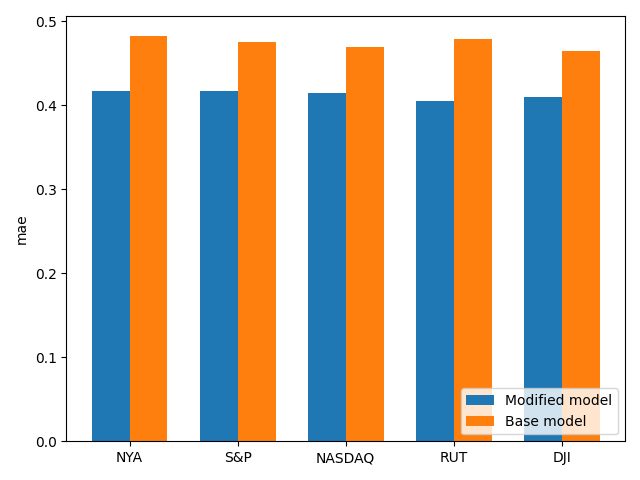 0.5
0.4
0.3
0.2
0.1
0.0
mae
NYA
S&P
NASDAQ
RUT
DJI
Modified model
Base model